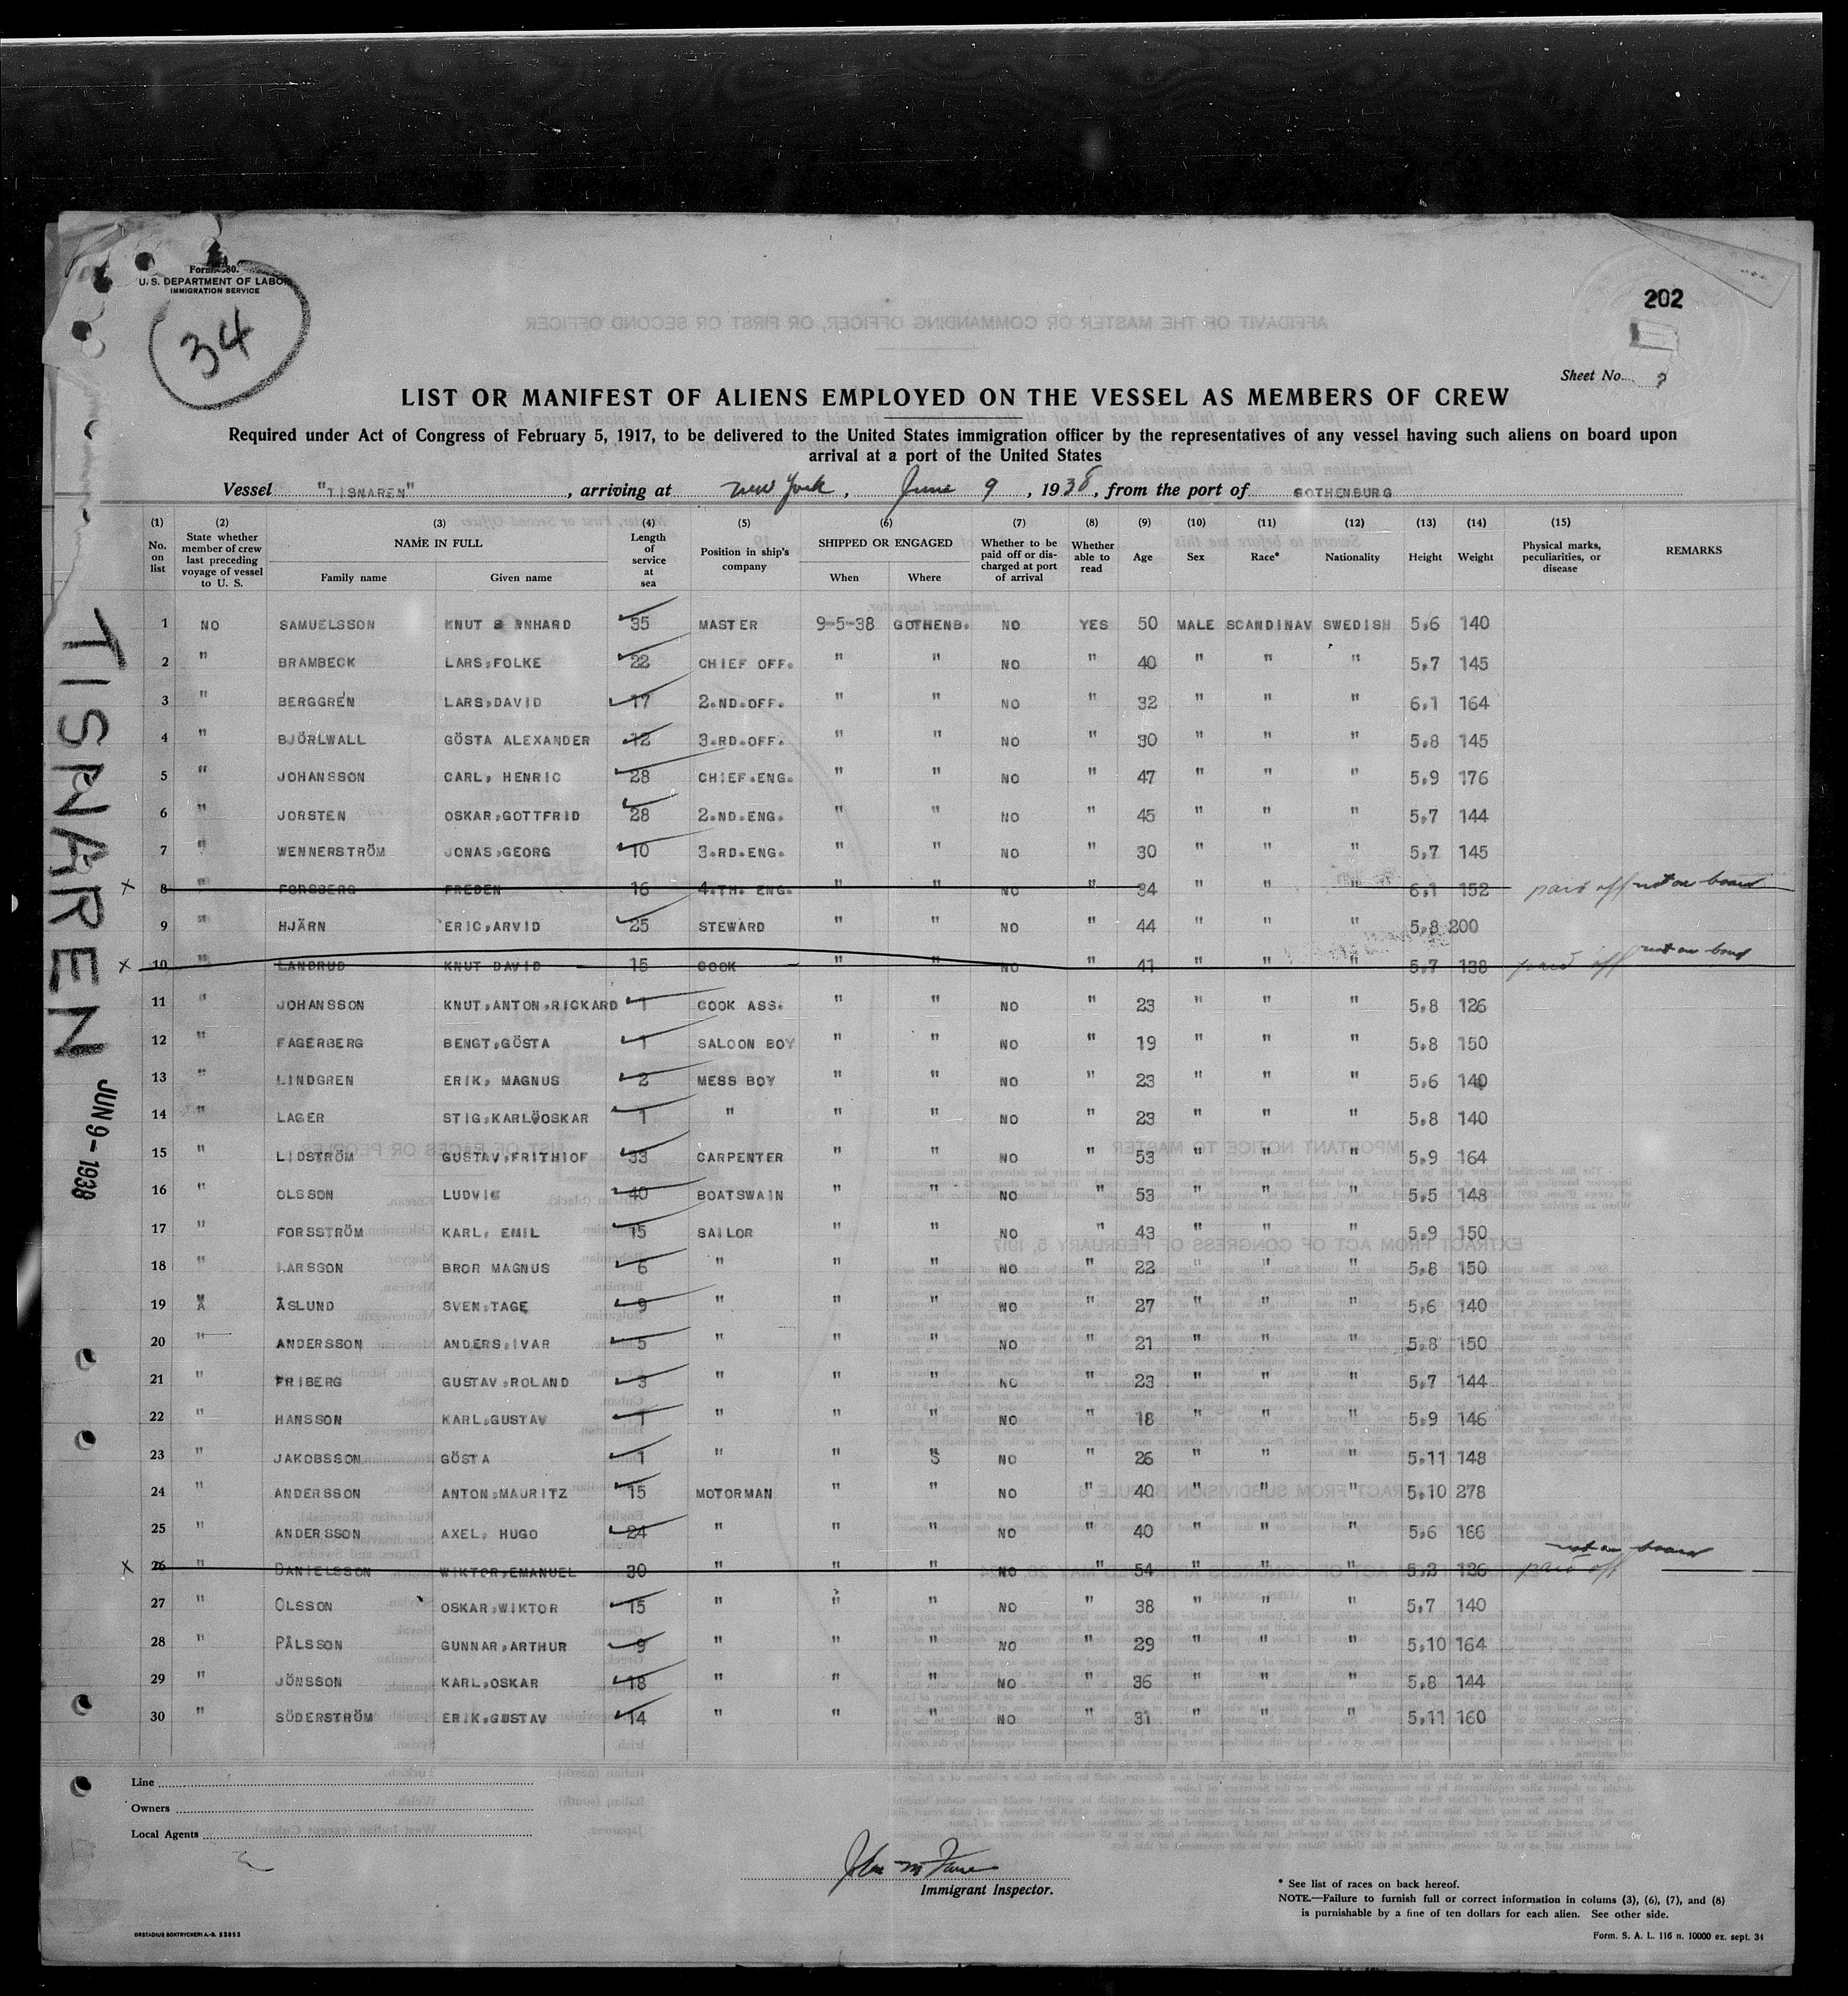 Form 680.
U. S. DEPARTMENT OF LABOR
IMMIGRATION SERVICE
34
202
Sheet No.
LIST OR MANIFEST OF ALIENS EMPLOYED ON THE VESSEL AS MEMBERS OF CREW
Required under Act of Congress of February 5, 1917, to be delivered to the United States immigration officer by the representatives of any vessel having such aliens on board upon
arrival at a port of the United States
Vessel "TISNAREN", arriving at New York, June 9, 1938, from the port of GOTHENBURG
(1) (2) (3) (4) (5) (6) (7) (8) (9) (10) (11) (12) (13) (14) (15)
No. on list State whether member of crew last preceding voyage of vessel to U. S. NAME IN FULL Family name Given name Length of service at sea Position in ship's company SHIPPED OR ENGAGED When Where Whether to be paid off or discharged at port of arrival Whether able to read Age Sex Race* Nationality Height Weight Physical marks, peculiarities, or disease REMARKS
1 NO SAMUELSSON KNUT B NNHARD 35 MASTER 9-5-38 GOTHENB. NO YES 50 MALE SCANDINAV SWEDISH 5,6 140
2 " BRAMBECK LARS,FOLKE 22 CHIEF OFF. " " NO " 40 " " " 5,7 145
3 " BERGGREN LARS,DAVID 17 2.ND.OFF. " " NO " 32 " " " 6,1 164
4 " BJÖRLWALL GÖSTA ALEXANDER 12 3.RD.OFF. " " NO " 30 " " " 5,8 145
5 " JOHANSSON CARL, HENRIC 28 CHIEF.ENG. " " NO " 47 " " " 5,9 176
6 " JORSTEN OSKAR,GOTTFRID 28 2.ND.ENG. " " NO " 45 " " " 5,7 144
7 " WENNERSTRÖM JONAS,GEORG 10 3.RD.ENG. " " NO " 30 " " " 5,7 145
x 8 " FORSBERG FREDEN 16 4.TH. ENG. " " NO " 34 " " " 6,1 152 paid off not on board
9 " HJÄRN ERIC,ARVID 25 STEWARD " " NO " 44 " " " 5,8 200
x 10 " LANDRUD KNUT DAVID 15 COOK " " NO " 41 " " " 5,7 138 paid off not on board
11 " JOHANSSON KNUT,ANTON,RICKARD 1 COOK ASS. " " NO " 23 " " " 5,8 126
12 " FAGERBERG BENGT,GÖSTA 1 SALOON BOY " " NO " 19 " " " 5,8 150
13 " LINDGREN ERIK, MAGNUS 2 MESS BOY " " NO " 23 " " " 5,6 140
14 " LAGER STIG,KARLÖOSKAR 1 " " " NO " 23 " " " 5,8 140
15 " LIDSTRÖM GUSTAV,FRITHIOF 33 CARPENTER " " NO " 53 " " " 5,9 164
16 " OLSSON LUDVIG 40 BOATSWAIN " " NO " 53 " " " 5,5 148
17 " FORSSTRÖM KARL, EMIL 15 SAILOR " " NO " 43 " " " 5,9 150
18 " LARSSON BROR MAGNUS 6 " " " NO " 22 " " " 5,8 150
19 " ÅSLUND SVEN,TAGE 9 " " " NO " 27 " " " 5,6 140
20 " ANDERSSON ANDERS,IVAR 5 " " " NO " 21 " " " 5,8 150
21 " FRIBERG GUSTAV,ROLAND 3 " " " NO " 23 " " " 5,7 144
22 " HANSSON KARL,GUSTAV 1 " " " NO " 18 " " " 5,9 146
23 " JAKOBSSON GÖSTA 1 " " S NO " 26 " " " 5,11 148
24 " ANDERSSON ANTON,MAURITZ 15 MOTORMAN " " NO " 40 " " " 5,10 278
25 " ANDERSSON AXEL, HUGO 24 " " " NO " 40 " " " 5,6 166
x 26 " DANIELSSON WIKTOR,EMANUEL 30 " " " NO " 54 " " " 5,2 136 paid off not on board
27 " OLSSON OSKAR,WIKTOR 15 " " " NO " 38 " " " 5,7 140
28 " PÅLSSON GUNNAR,ARTHUR 9 " " " NO " 29 " " " 5,10 164
29 " JÖNSSON KARL,OSKAR 18 " " " NO " 36 " " " 5,8 144
30 " SÖDERSTRÖM ERIK,GUSTAV 14 " " " NO " 31 " " " 5,11 160
TISNAREN
JUN 9 - 1938
Line
Owners
Local Agents
Immigrant Inspector.
* See list of races on back hereof.
NOTE.—Failure to furnish full or correct information in colums (3), (6), (7), and (8)
is punishable by a fine of ten dollars for each alien. See other side.
Form. S. A. L. 116 n. 10000 ex. sept. 34